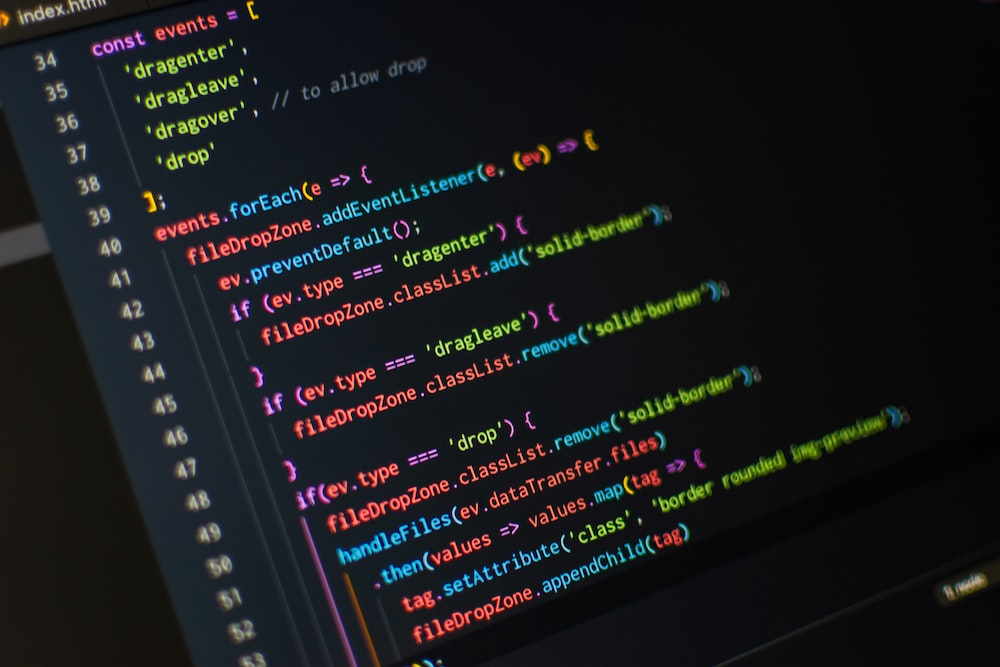 index.html
34 const events = [
35 'dragenter',
36 'dragleave',
37 'dragover', // to allow drop
38 'drop'
39 ];
40 events.forEach(e => {
41 fileDropZone.addEventListener(e, (ev) => {
42 ev.preventDefault();
43 if (ev.type === 'dragenter') {
44 fileDropZone.classList.add('solid-border');
45 }
46 if (ev.type === 'dragleave') {
47 fileDropZone.classList.remove('solid-border');
48 }
49 if(ev.type === 'drop') {
50 fileDropZone.classList.remove('solid-border');
51 handleFiles(ev.dataTransfer.files)
52 .then(values => values.map(tag => {
53 tag.setAttribute('class', 'border rounded img-preview');
fileDropZone.appendChild(tag)
);
node